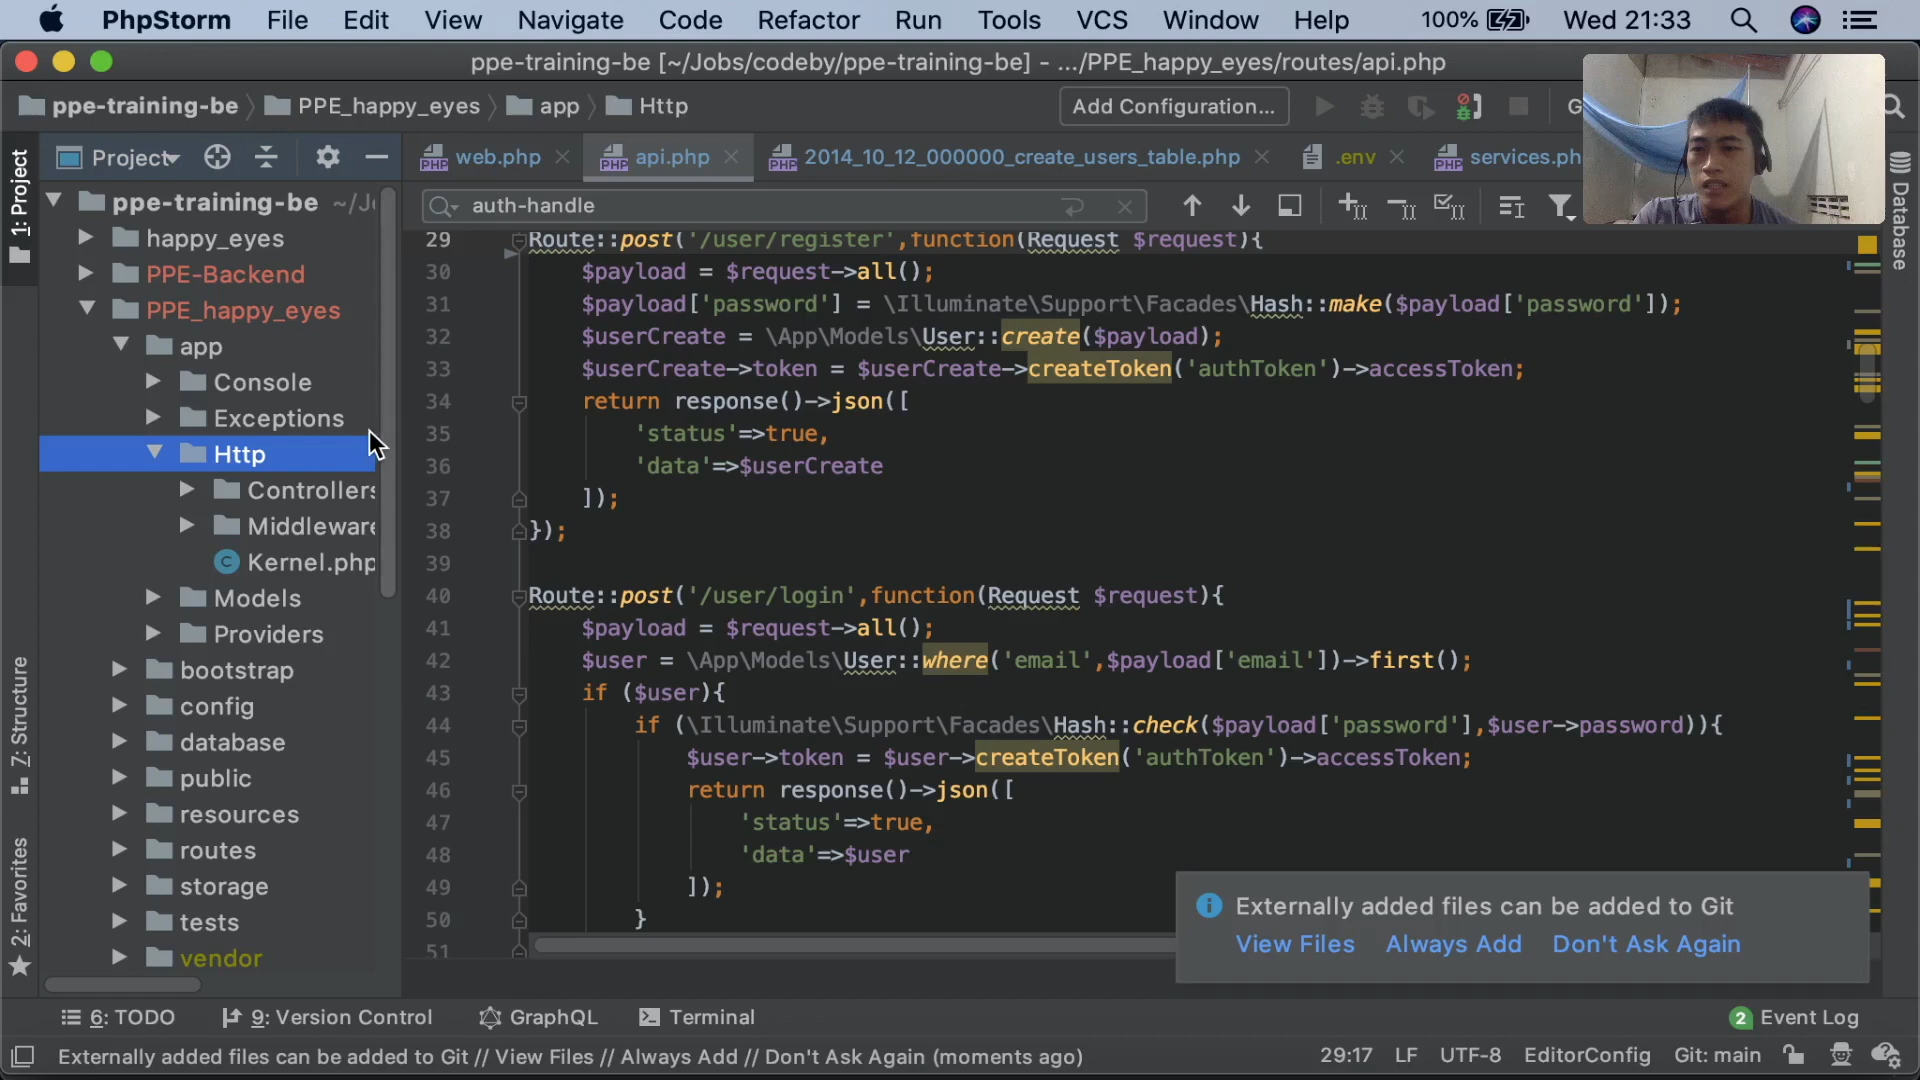 PhpStorm File Edit View Navigate Code Refactor Run Tools VCS Window Help 100% Wed 21:33
ppe-training-be [~/Jobs/codeby/ppe-training-be] - .../PPE_happy_eyes/routes/api.php
ppe-training-be PPE_happy_eyes app Http Add Configuration... G
1: Project
Project
web.php api.php 2014_10_12_000000_create_users_table.php .env services.ph
auth-handle
Database
ppe-training-be ~/J
happy_eyes
PPE-Backend
PPE_happy_eyes
app
Console
Exceptions
Http
Controllers
Middleware
Kernel.php
Models
Providers
bootstrap
config
database
public
resources
routes
storage
tests
vendor
7: Structure
2: Favorites
29 Route::post('/user/register',function(Request $request){
30 $payload = $request->all();
31 $payload['password'] = \Illuminate\Support\Facades\Hash::make($payload['password']);
32 $userCreate = \App\Models\User::create($payload);
33 $userCreate->token = $userCreate->createToken('authToken')->accessToken;
34 return response()->json([
35 'status'=>true,
36 'data'=>$userCreate
37 ]);
38 });
39
40 Route::post('/user/login',function(Request $request){
41 $payload = $request->all();
42 $user = \App\Models\User::where('email',$payload['email'])->first();
43 if ($user){
44 if (\Illuminate\Support\Facades\Hash::check($payload['password'],$user->password)){
45 $user->token = $user->createToken('authToken')->accessToken;
46 return response()->json([
47 'status'=>true,
48 'data'=>$user
49 ]);
50 }
51
Externally added files can be added to Git
View Files Always Add Don't Ask Again
6: TODO 9: Version Control GraphQL Terminal 2 Event Log
Externally added files can be added to Git // View Files // Always Add // Don't Ask Again (moments ago) 29:17 LF UTF-8 EditorConfig Git: main